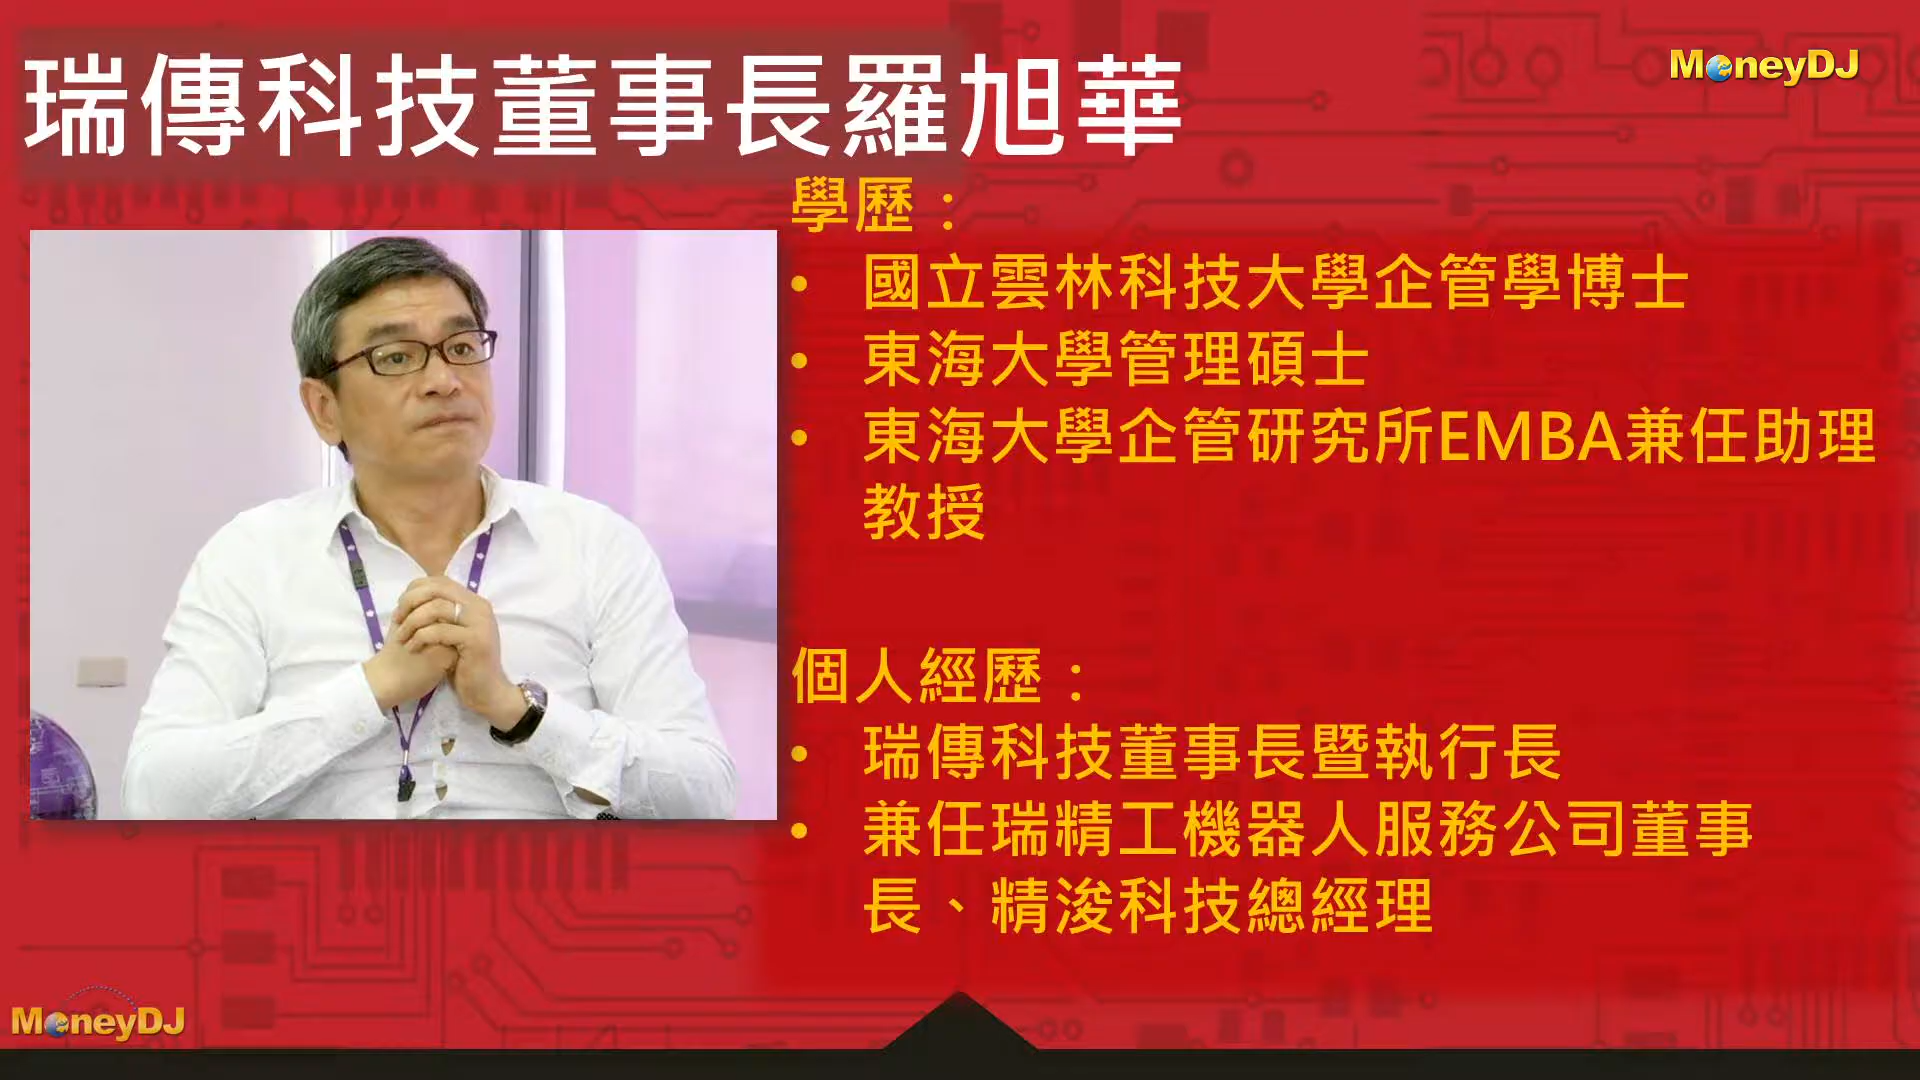 瑞傳科技董事長羅旭華
MoneyDJ
學歷：
• 國立雲林科技大學企管學博士
• 東海大學管理碩士
• 東海大學企管研究所EMBA兼任助理
教授
個人經歷：
• 瑞傳科技董事長暨執行長
• 兼任瑞精工機器人服務公司董事
長、精浚科技總經理
MoneyDJ